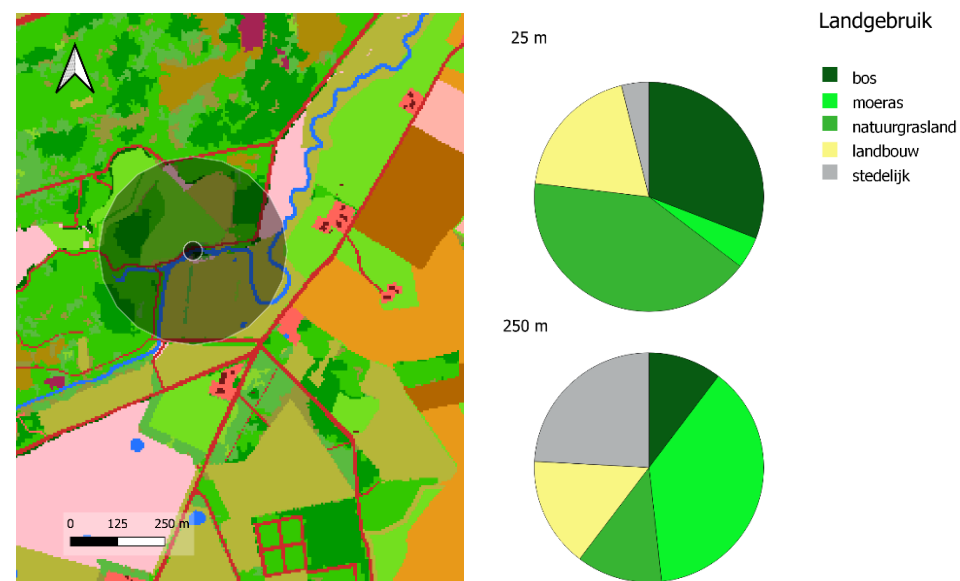 Landgebruik
25 m
bos
moeras
natuurgrasland
landbouw
stedelijk
250 m
0 125 250 m